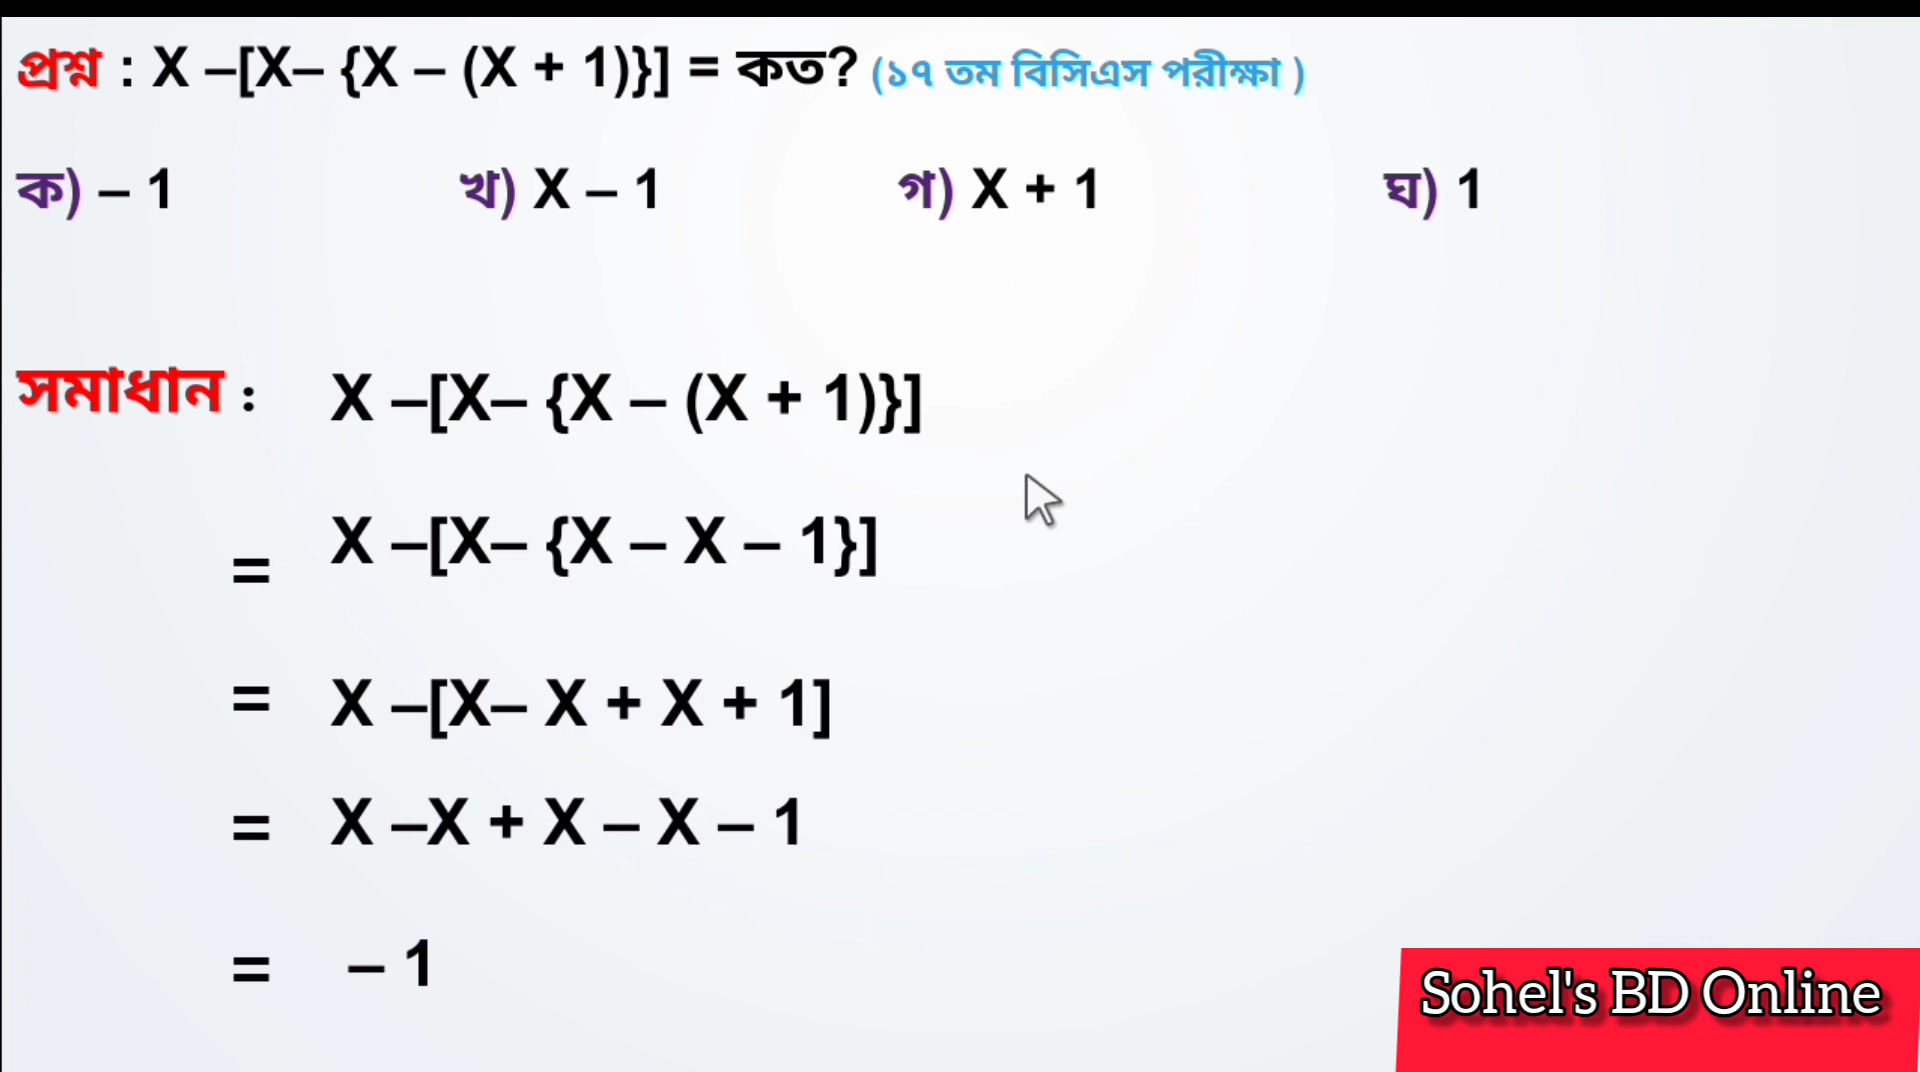 প্রশ্ন : X –[X– {X – (X + 1)}] = কত? (১৭ তম বিসিএস পরীক্ষা )
ক) – 1 খ) X – 1 গ) X + 1 ঘ) 1
সমাধান : X –[X– {X – (X + 1)}]
= X –[X– {X – X – 1}]
= X –[X– X + X + 1]
= X –X + X – X – 1
= – 1
Sohel's BD Online